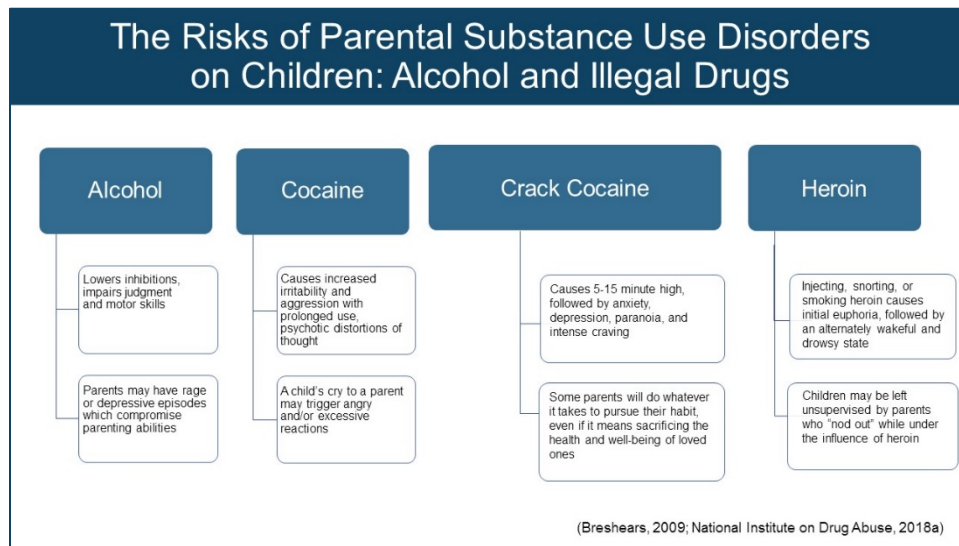 The Risks of Parental Substance Use Disorders
on Children: Alcohol and Illegal Drugs
Alcohol
Lowers inhibitions,
impairs judgment
and motor skills
Parents may have rage
or depressive episodes
which compromise
parenting abilities
Cocaine
Causes increased
irritability and
aggression with
prolonged use,
psychotic distortions of
thought
A child's cry to a parent
may trigger angry
and/or excessive
reactions
Crack Cocaine
Causes 5-15 minute high,
followed by anxiety,
depression, paranoia, and
intense craving
Some parents will do whatever
it takes to pursue their habit,
even if it means sacrificing the
health and well-being of loved
ones
Heroin
Injecting, snorting, or
smoking heroin causes
initial euphoria, followed by
an alternately wakeful and
drowsy state
Children may be left
unsupervised by parents
who "nod out" while under
the influence of heroin
(Breshears, 2009; National Institute on Drug Abuse, 2018a)